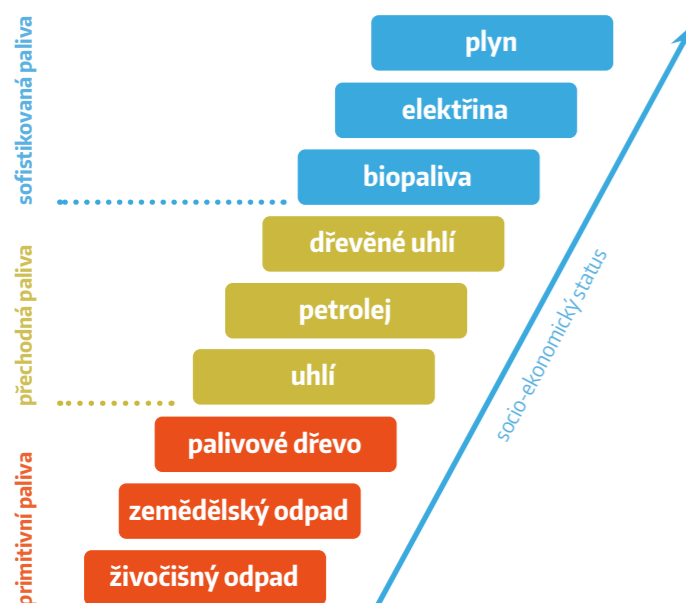 sofistikovaná paliva
plyn
elektřina
biopaliva
přechodná paliva
dřevěné uhlí
petrolej
uhlí
primitivní paliva
palivové dřevo
zemědělský odpad
živočišný odpad
socio-ekonomický status